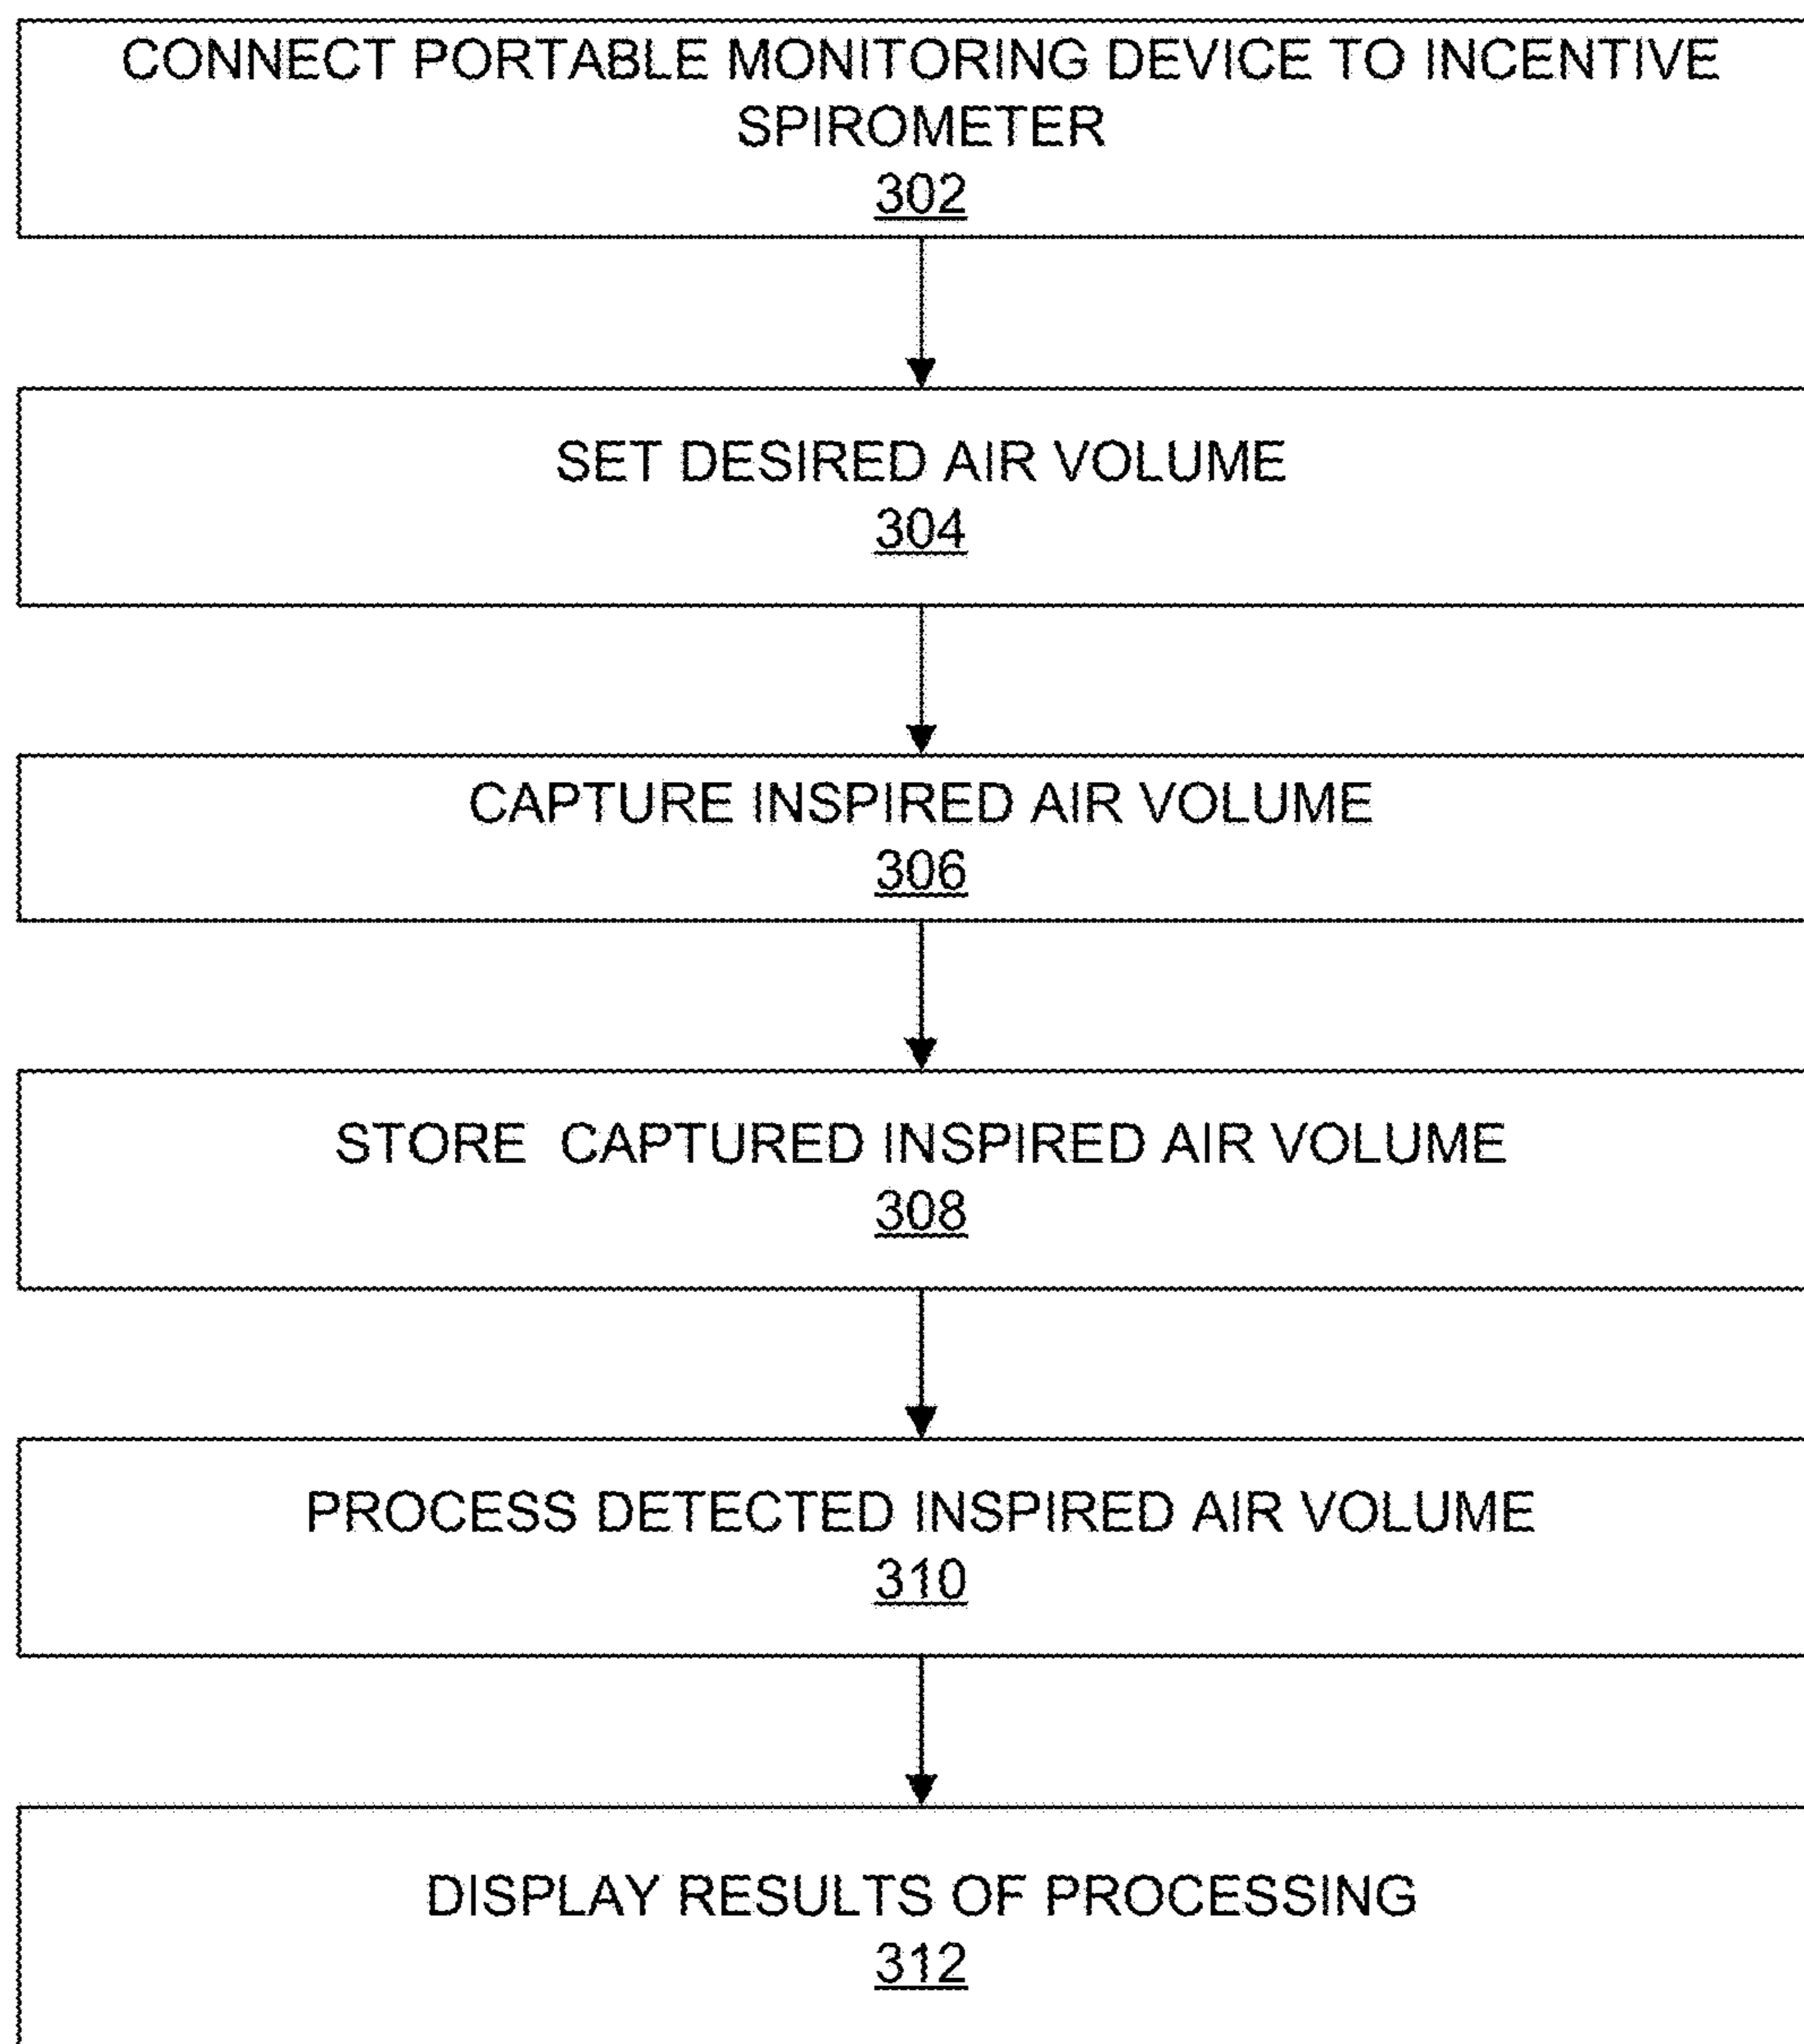 CONNECT PORTABLE MONITORING DEVICE TO INCENTIVE
SPIROMETER
302
SET DESIRED AIR VOLUME
304
CAPTURE INSPIRED AIR VOLUME
306
STORE CAPTURED INSPIRED AIR VOLUME
308
PROCESS DETECTED INSPIRED AIR VOLUME
310
DISPLAY RESULTS OF PROCESSING
312